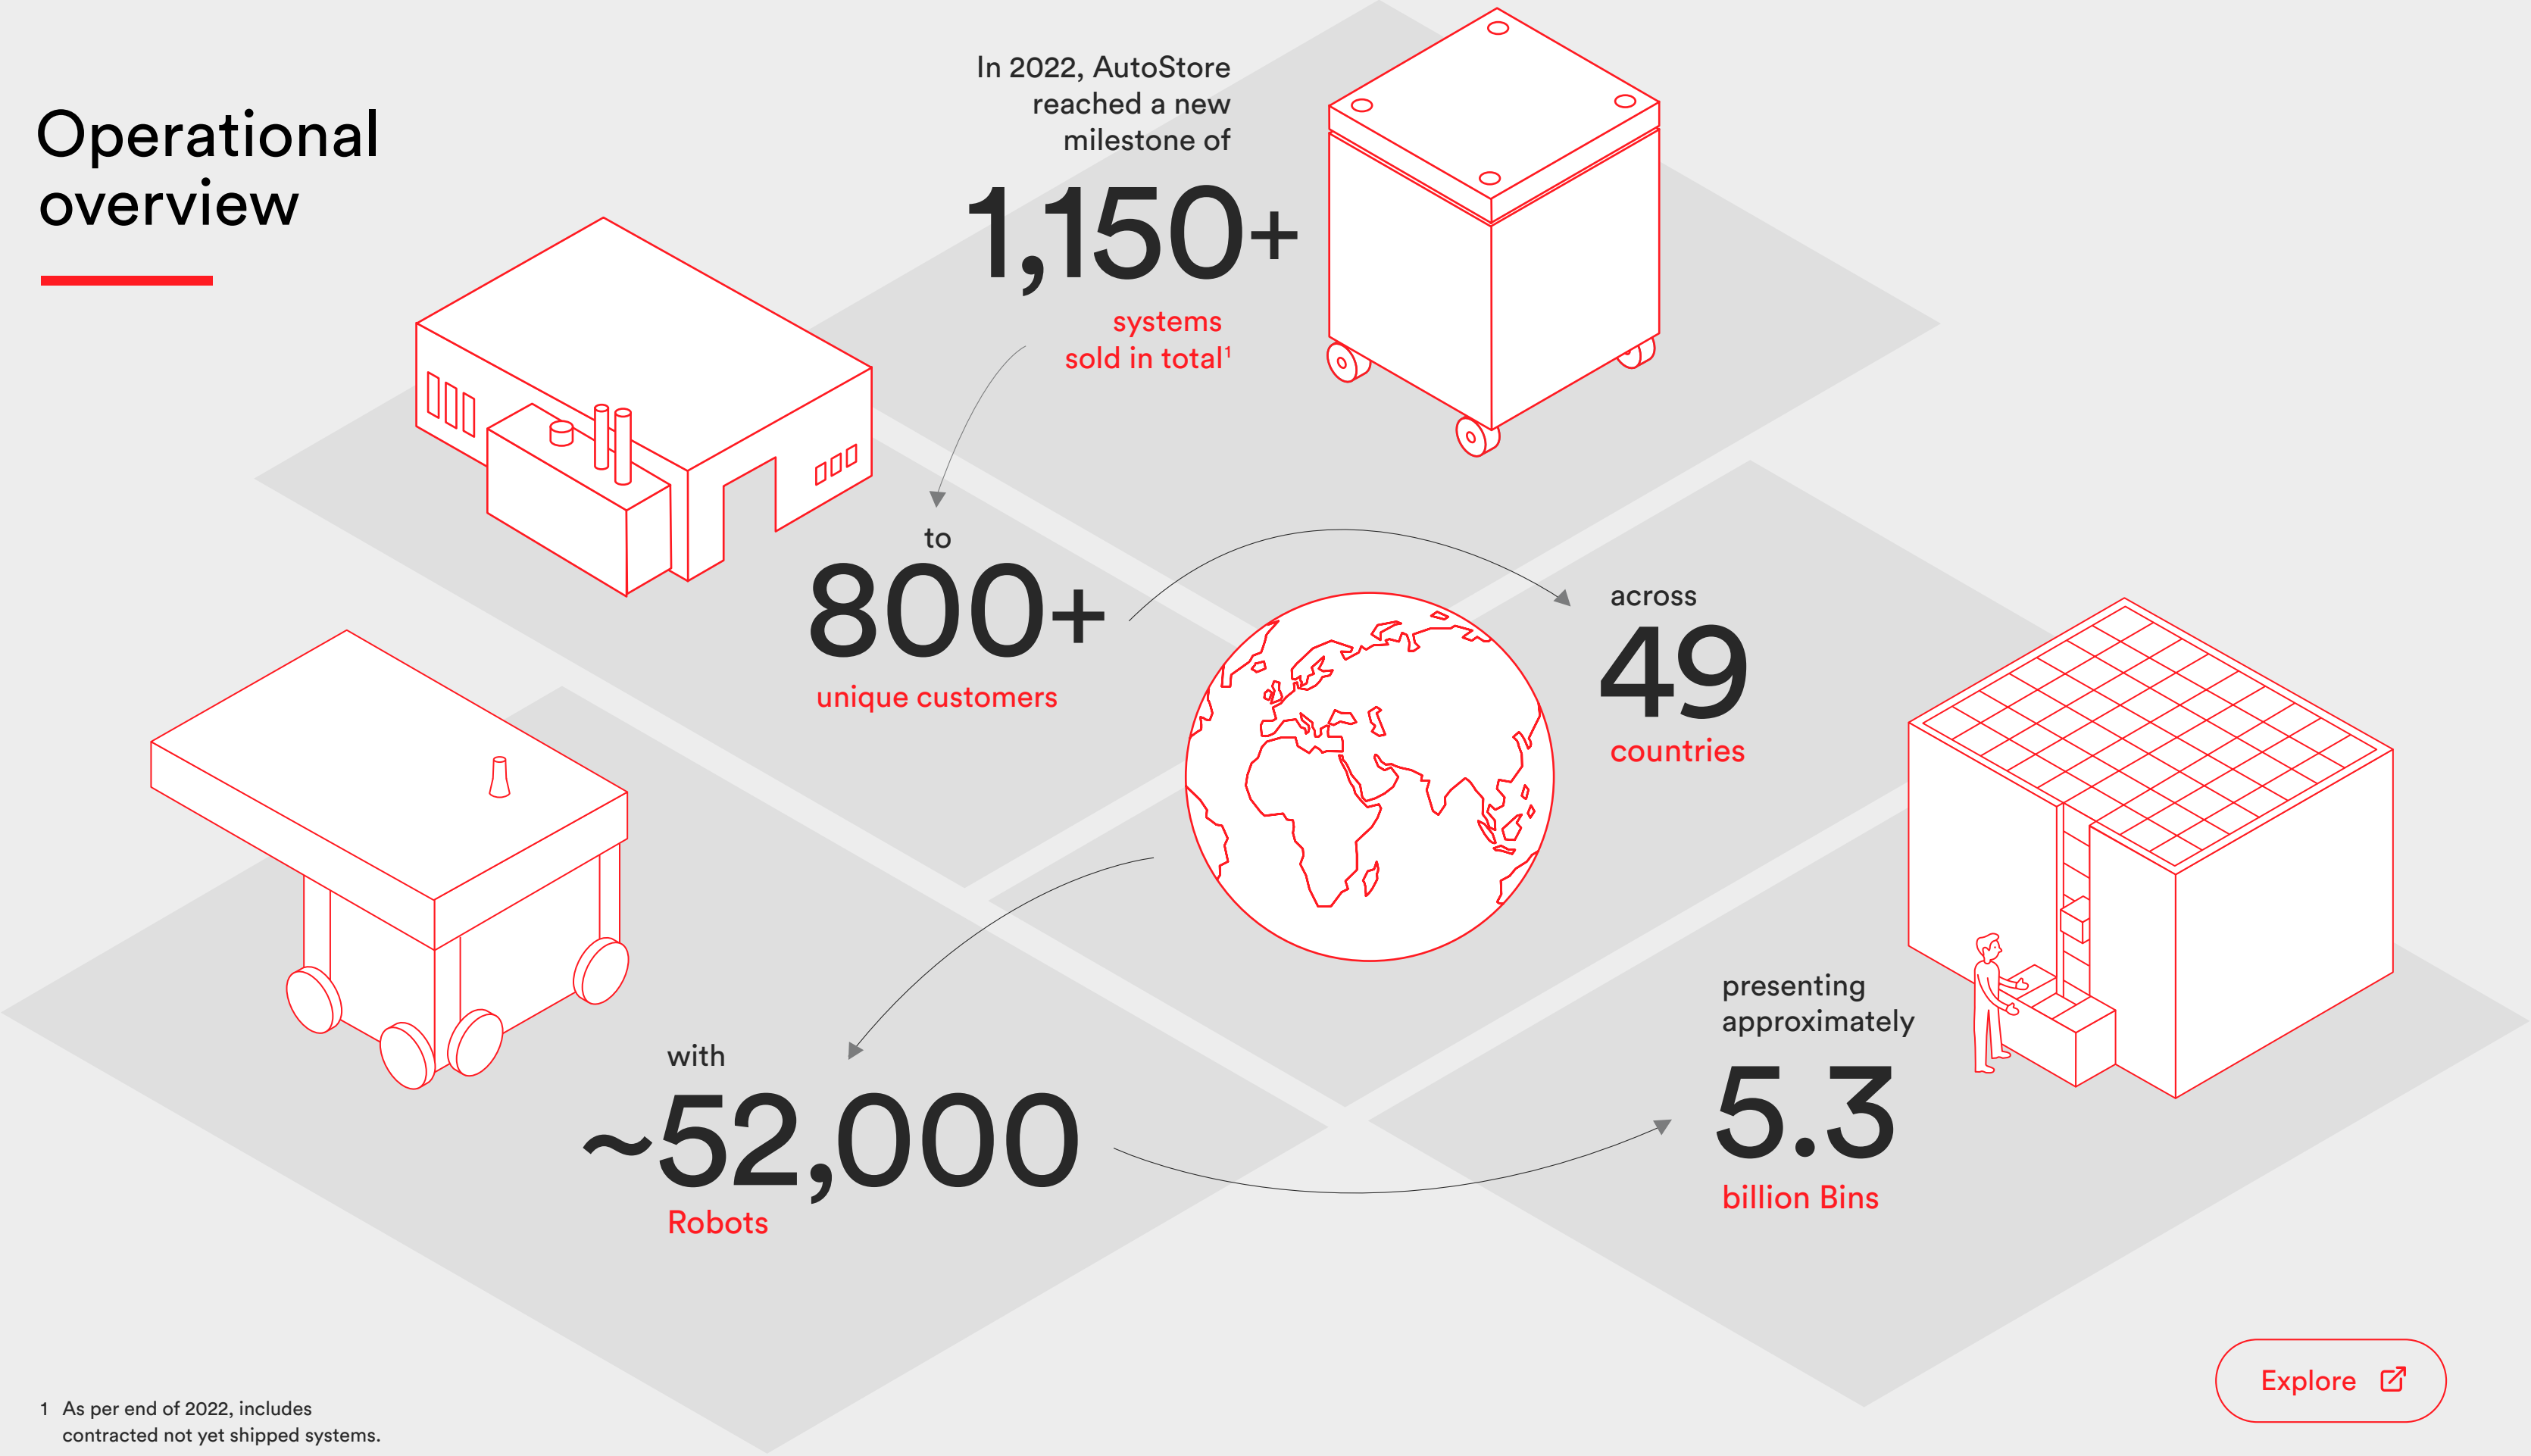 Operational
overview
In 2022, AutoStore
reached a new
milestone of
1,150+
systems
sold in total¹
to
800+
unique customers
across
49
countries
with
~52,000
Robots
presenting
approximately
5.3
billion Bins
1 As per end of 2022, includes
contracted not yet shipped systems.
Explore